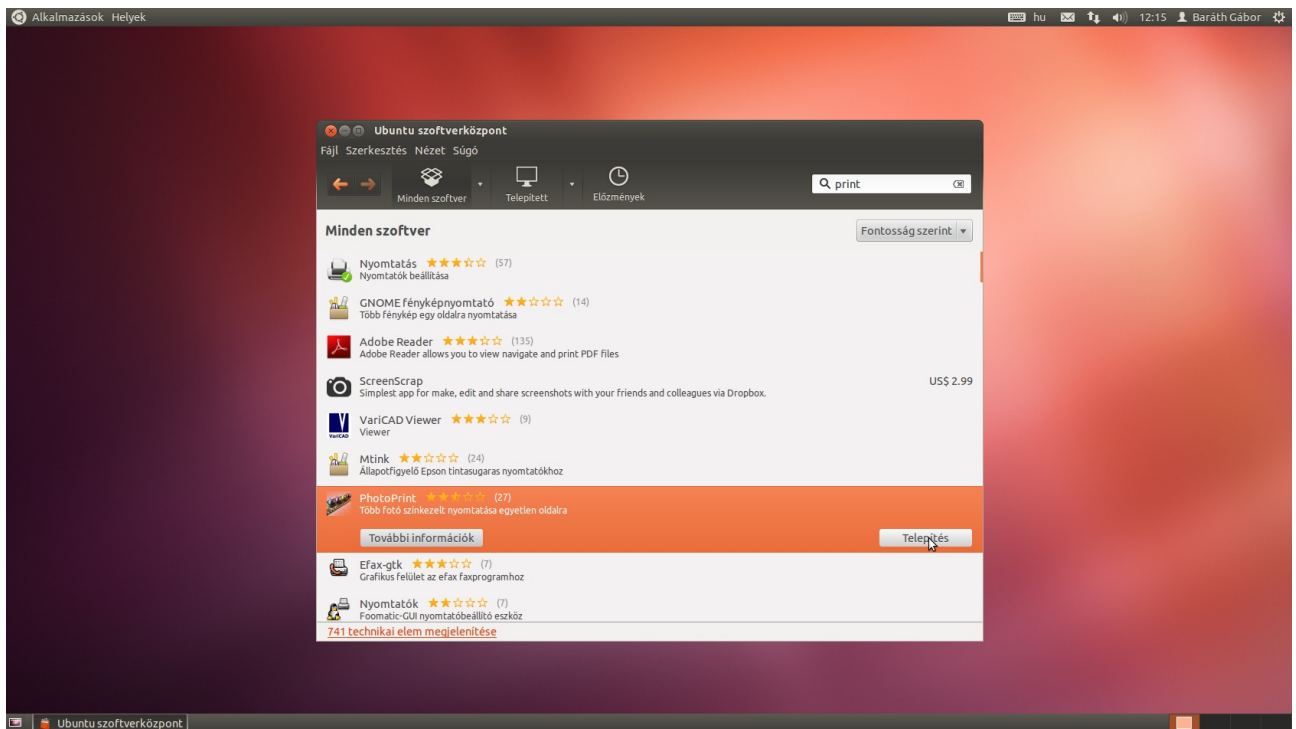 Alkalmazások Helyek
hu 12:15 Baráth Gábor
Ubuntu szoftverközpont
Fájl Szerkesztés Nézet Súgó
Minden szoftver Telepített Előzmények print
Minden szoftver Fontosság szerint
Nyomtatás (57)
Nyomtatók beállítása
GNOME fényképnyomtató (14)
Több fénykép egy oldalra nyomtatása
Adobe Reader (135)
Adobe Reader allows you to view navigate and print PDF files
ScreenScrap US$ 2.99
Simplest app for make, edit and share screenshots with your friends and colleagues via Dropbox.
VariCAD Viewer (9)
Viewer
VariCAD
Mtink (24)
Állapotfigyelő Epson tintasugaras nyomtatókhoz
PhotoPrint (27)
Több fotó színkezelt nyomtatása egyetlen oldalra
További információk Telepítés
Efax-gtk (7)
Grafikus felület az efax faxprogramhoz
Nyomtatók (7)
Foomatic-GUI nyomtatóbeállító eszköz
741 technikai elem megjelenítése
Ubuntu szoftverközpont